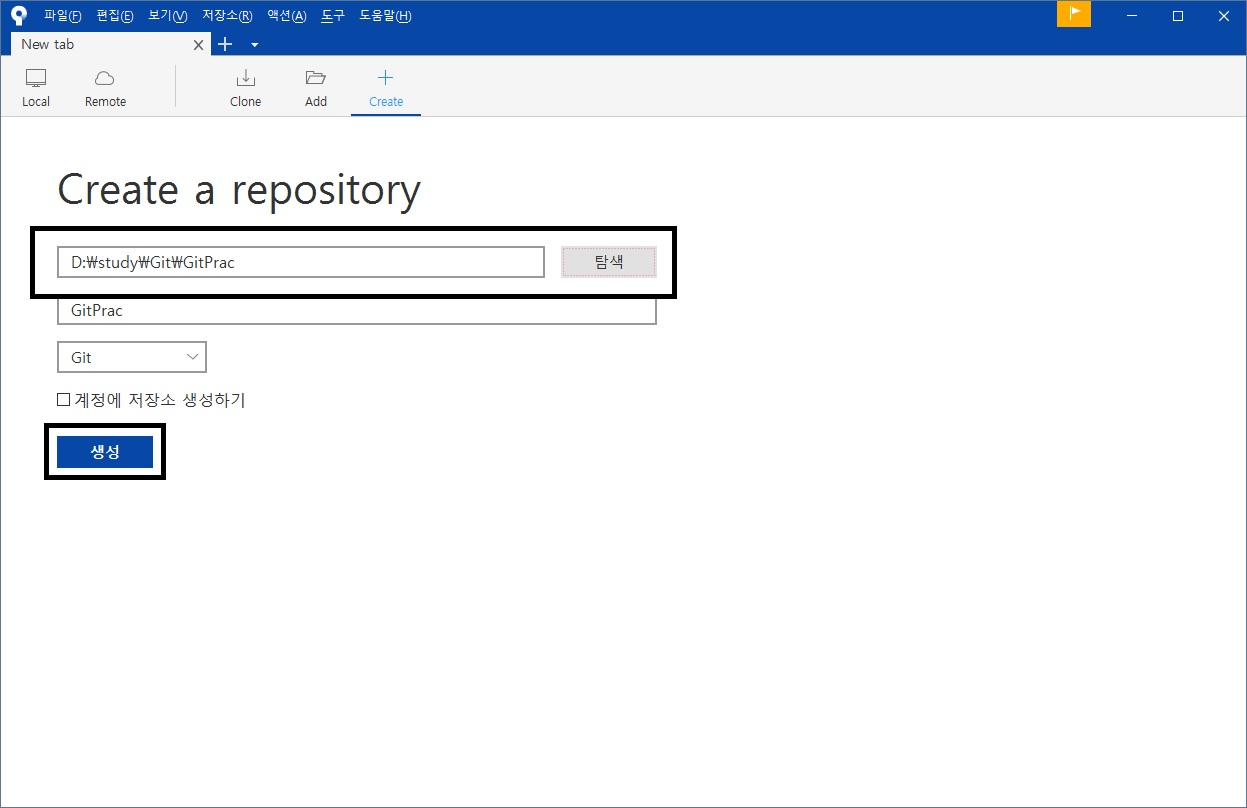 파일(F) 편집(E) 보기(V) 저장소(R) 액션(A) 도구 도움말(H)
New tab
Local Remote Clone Add Create
Create a repository
D:₩study₩Git₩GitPrac 탐색
GitPrac
Git
계정에 저장소 생성하기
생성